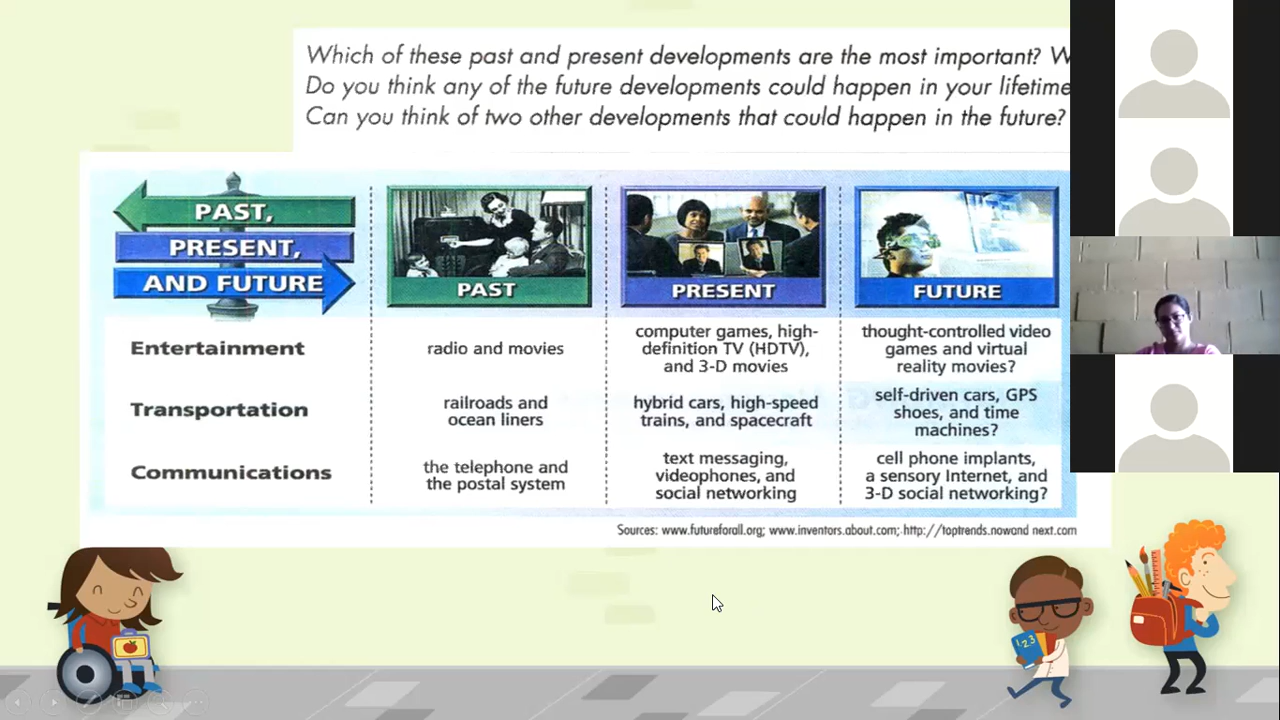 Which of these past and present developments are the most important? W
Do you think any of the future developments could happen in your lifetime
Can you think of two other developments that could happen in the future?
PAST,
PRESENT,
AND FUTURE
PAST
PRESENT
FUTURE
Entertainment
radio and movies
computer games, high-
definition TV (HDTV),
and 3-D movies
thought-controlled video
games and virtual
reality movies?
Transportation
railroads and
ocean liners
hybrid cars, high-speed
trains, and spacecraft
self-driven cars, GPS
shoes, and time
machines?
Communications
the telephone and
the postal system
text messaging,
videophones, and
social networking
cell phone implants,
a sensory Internet, and
3-D social networking?
Sources: www.futureforall.org; www.inventors.about.com; http://toptrends.nowand next.com
123